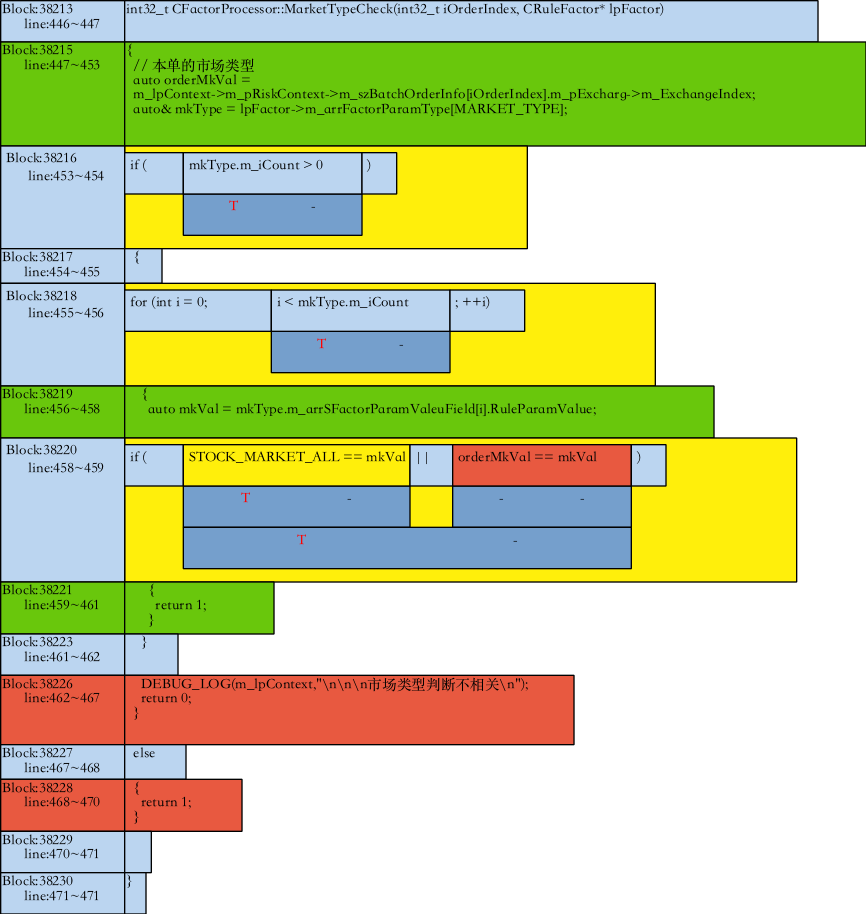 Block:38213
line:446~447
int32_t CFactorProcessor::MarketTypeCheck(int32_t iOrderIndex, CRuleFactor* lpFactor)
Block:38215
line:447~453
{
// 本单的市场类型
auto orderMkVal =
m_lpContext->m_pRiskContext->m_szBatchOrderInfo[iOrderIndex].m_pExcharg->m_ExchangeIndex;
auto& mkType = lpFactor->m_arrFactorParamType[MARKET_TYPE];
Block:38216
line:453~454
if ( mkType.m_iCount > 0 )
T -
Block:38217
line:454~455
{
Block:38218
line:455~456
for (int i = 0; i < mkType.m_iCount ; ++i)
T -
Block:38219
line:456~458
{
auto mkVal = mkType.m_arrSFactorParamValeuField[i].RuleParamValue;
Block:38220
line:458~459
if ( STOCK_MARKET_ALL == mkVal || orderMkVal == mkVal )
T - - -
T -
Block:38221
line:459~461
{
return 1;
}
Block:38223
line:461~462
}
Block:38226
line:462~467
DEBUG_LOG(m_lpContext,"\n\n\n市场类型判断不相关\n");
return 0;
}
Block:38227
line:467~468
else
Block:38228
line:468~470
{
return 1;
}
Block:38229
line:470~471
Block:38230
line:471~471
}